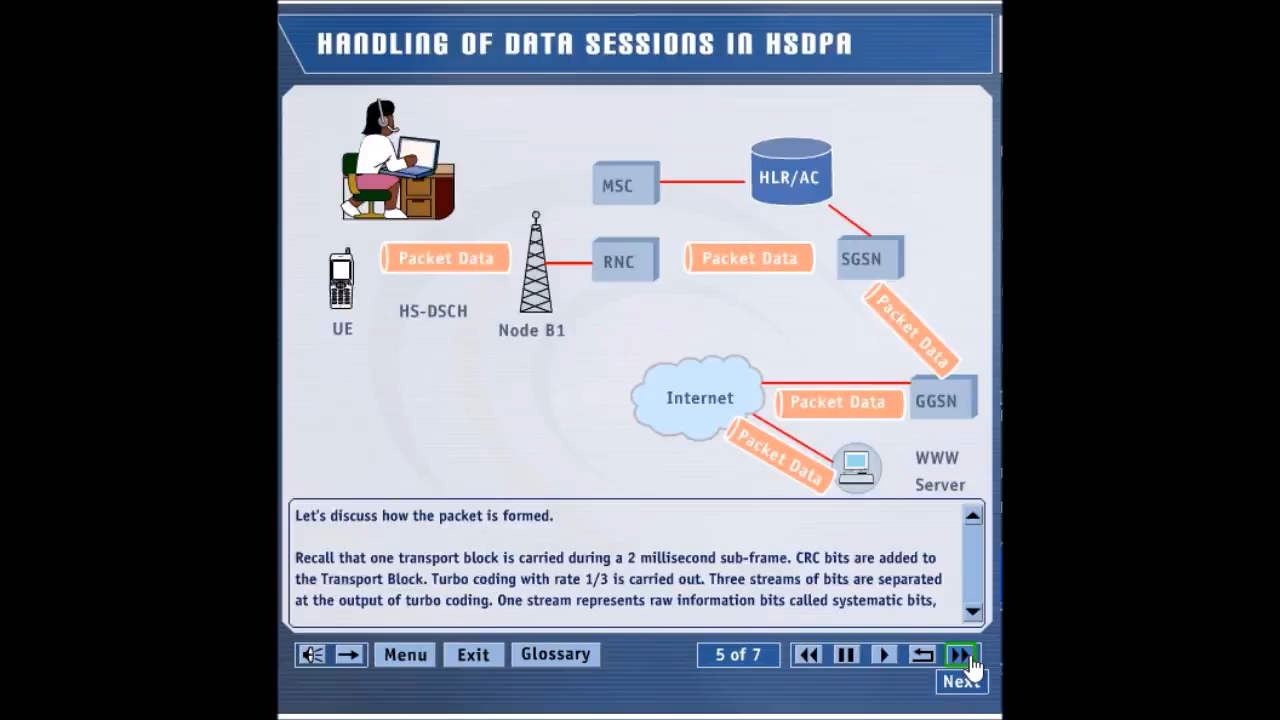 HANDLING OF DATA SESSIONS IN HSDPA
MSC
HLR/AC
Packet Data
RNC
Packet Data
SGSN
HS-DSCH
UE
Node B1
Packet Data
Internet
Packet Data
GGSN
Packet Data
WWW
Server
Let's discuss how the packet is formed.
Recall that one transport block is carried during a 2 millisecond sub-frame. CRC bits are added to
the Transport Block. Turbo coding with rate 1/3 is carried out. Three streams of bits are separated
at the output of turbo coding. One stream represents raw information bits called systematic bits,
Menu
Exit
Glossary
5 of 7
Next